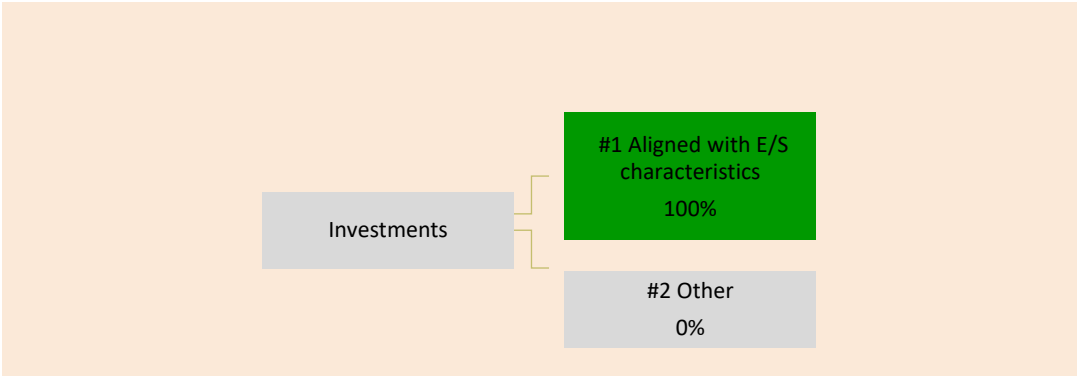 #1 Aligned with E/S
characteristics
100%
Investments
#2 Other
0%